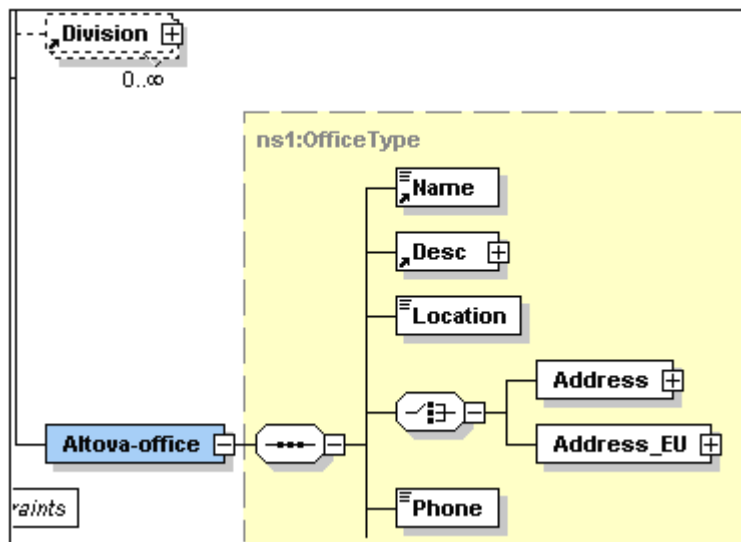 Division
0..∞
ns1:OfficeType
Name
Desc
Location
Address
Altova-office
Address_EU
raints
Phone